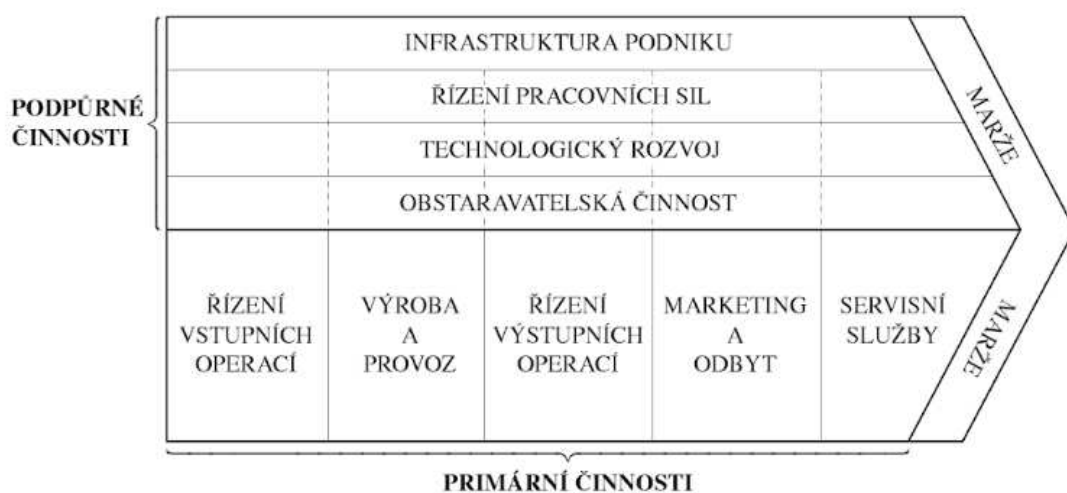 INFRASTRUKTURA PODNIKU
ŘÍZENÍ PRACOVNÍCH SIL
PODPŮRNÉ
ČINNOSTI
TECHNOLOGICKÝ ROZVOJ
OBSTARAVATELSKÁ ČINNOST
MARŽE
ŘÍZENÍ
VSTUPNÍCH
OPERACÍ
VÝROBA
A
PROVOZ
ŘÍZENÍ
VÝSTUPNÍCH
OPERACÍ
MARKETING
A
ODBYT
SERVISNÍ
SLUŽBY
MARŽE
PRIMÁRNÍ ČINNOSTI